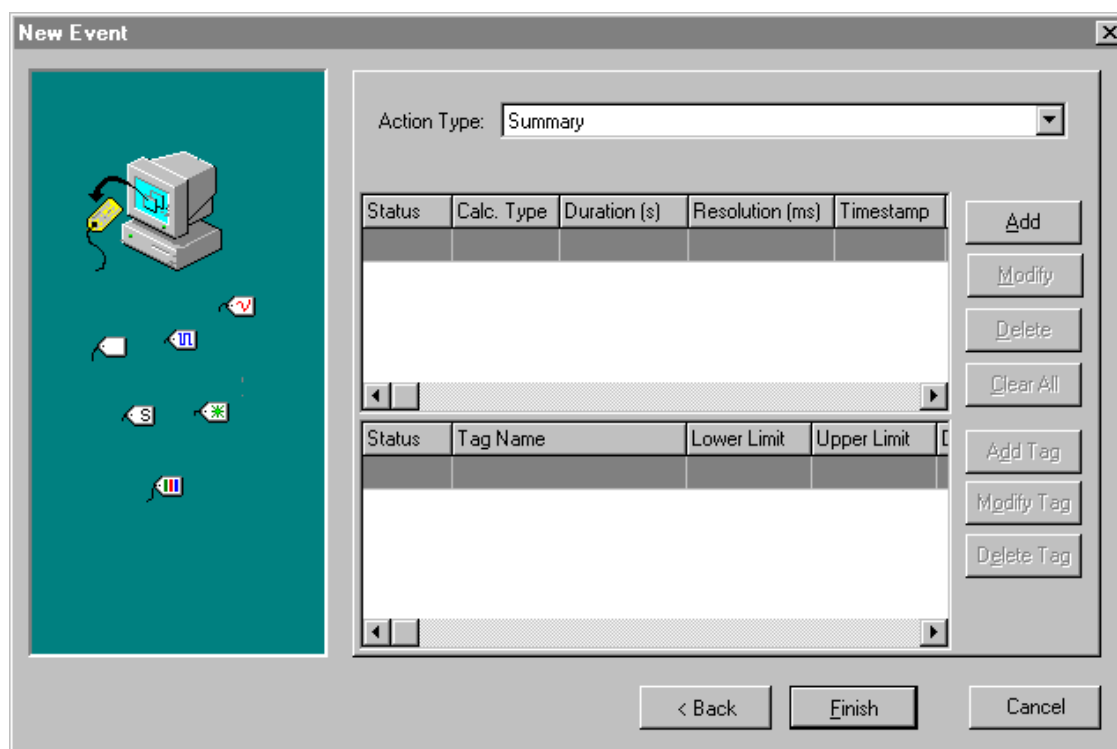 New Event
Action Type: Summary
Status Calc. Type Duration (s) Resolution (ms) Timestamp
Add
Modify
Delete
Clear All
Status Tag Name Lower Limit Upper Limit
Add Tag
Modify Tag
Delete Tag
S
< Back Finish Cancel